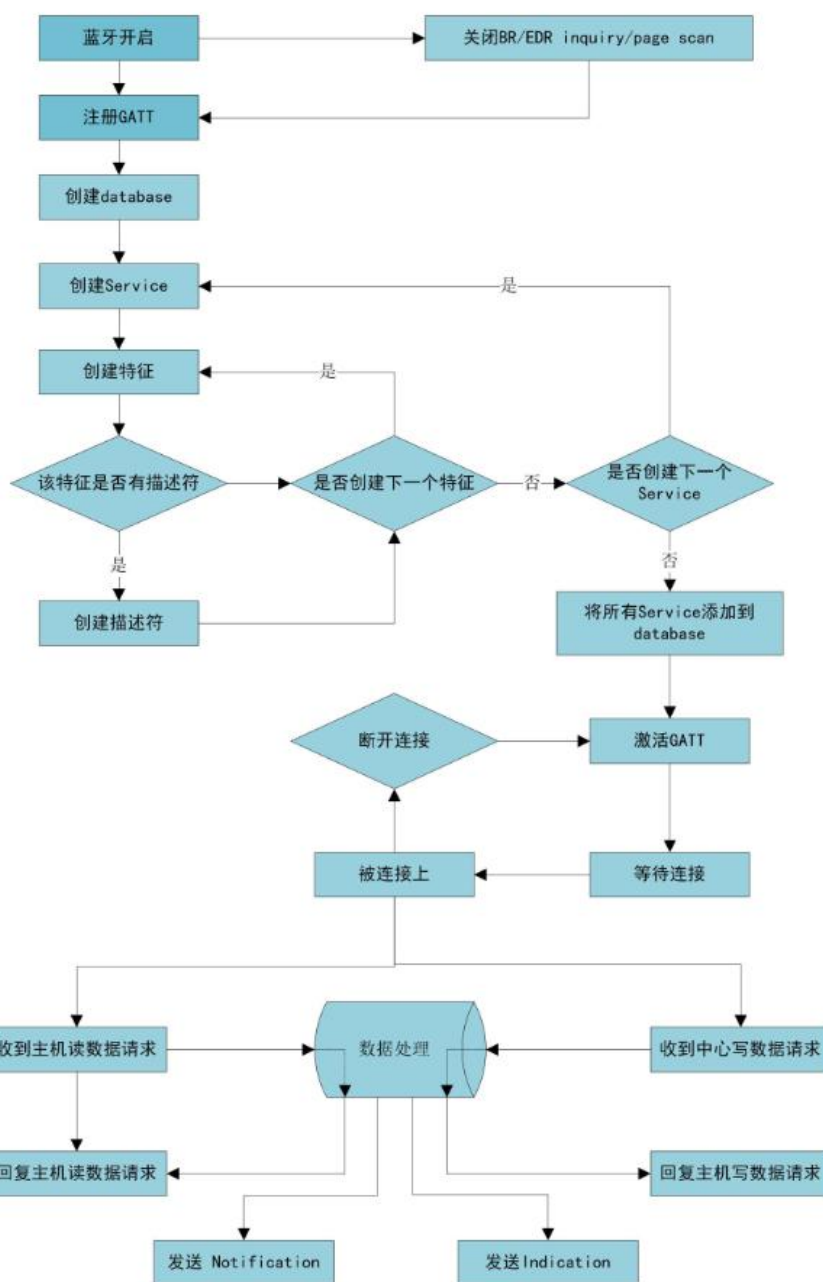 蓝牙开启
关闭BR/EDR inquiry/page scan
注册GATT
创建database
创建Service
是
创建特征
是
该特征是否有描述符
是否创建下一个特征
否
是否创建下一个
Service
是
否
创建描述符
将所有Service添加到
database
断开连接
激活GATT
被连接上
等待连接
收到主机读数据请求
数据处理
收到中心写数据请求
回复主机读数据请求
回复主机写数据请求
发送 Notification
发送Indication